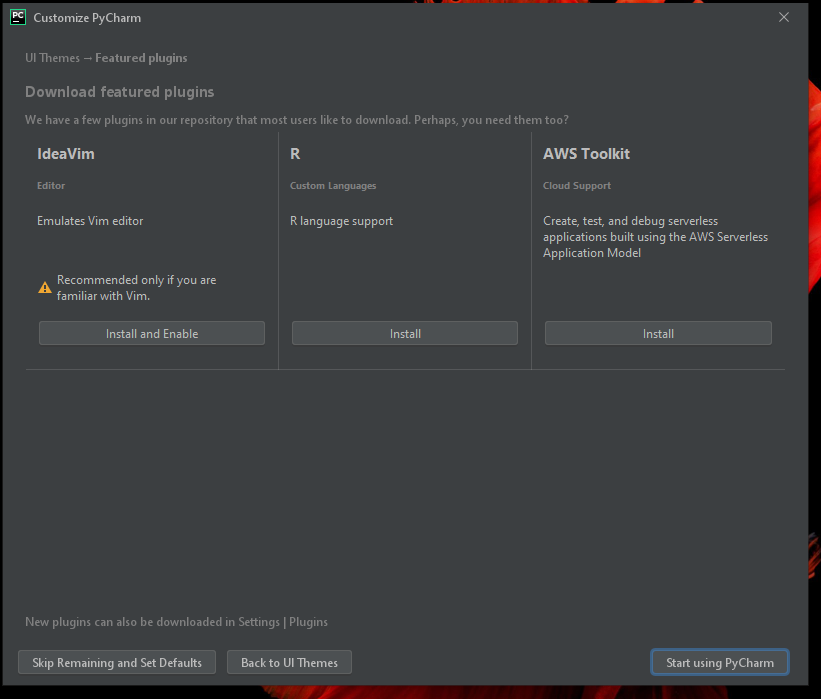 PC Customize PyCharm
UI Themes → Featured plugins
Download featured plugins
We have a few plugins in our repository that most users like to download. Perhaps, you need them too?
IdeaVim
Editor
Emulates Vim editor
Recommended only if you are
familiar with Vim.
Install and Enable
R
Custom Languages
R language support
Install
AWS Toolkit
Cloud Support
Create, test, and debug serverless
applications built using the AWS Serverless
Application Model
Install
New plugins can also be downloaded in Settings | Plugins
Skip Remaining and Set Defaults
Back to UI Themes
Start using PyCharm